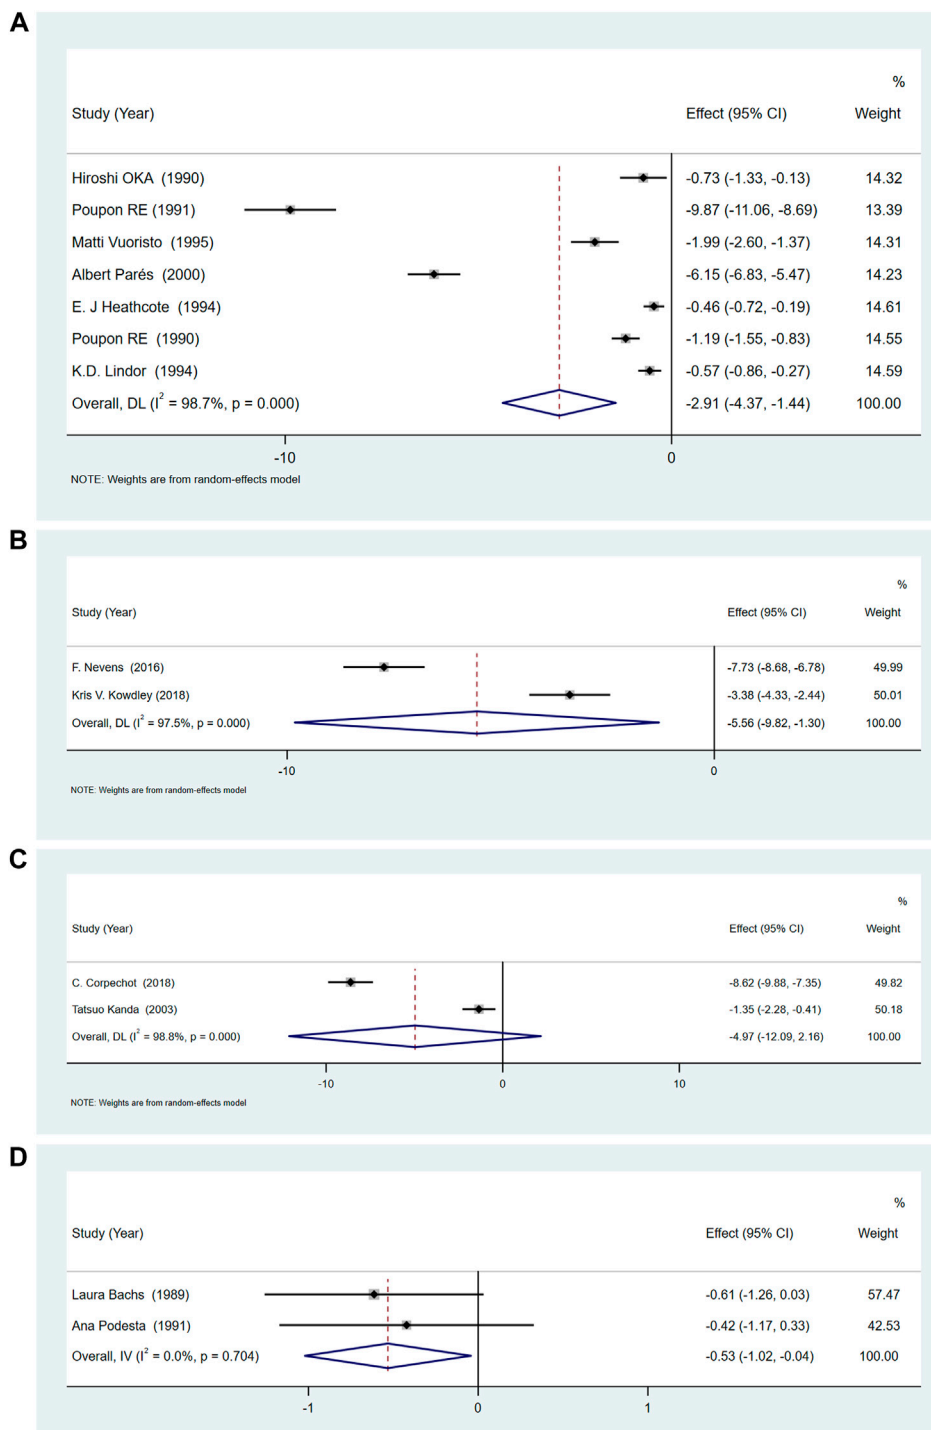 A
%
Study (Year) Effect (95% CI) Weight
Hiroshi OKA (1990) -0.73 (-1.33, -0.13) 14.32
Poupon RE (1991) -9.87 (-11.06, -8.69) 13.39
Matti Vuoristo (1995) -1.99 (-2.60, -1.37) 14.31
Albert Parés (2000) -6.15 (-6.83, -5.47) 14.23
E. J Heathcote (1994) -0.46 (-0.72, -0.19) 14.61
Poupon RE (1990) -1.19 (-1.55, -0.83) 14.55
K.D. Lindor (1994) -0.57 (-0.86, -0.27) 14.59
Overall, DL (I² = 98.7%, p = 0.000) -2.91 (-4.37, -1.44) 100.00
-10 0
NOTE: Weights are from random-effects model
B
%
Study (Year) Effect (95% CI) Weight
F. Nevens (2016) -7.73 (-8.68, -6.78) 49.99
Kris V. Kowdley (2018) -3.38 (-4.33, -2.44) 50.01
Overall, DL (I² = 97.5%, p = 0.000) -5.56 (-9.82, -1.30) 100.00
-10 0
NOTE: Weights are from random-effects model
C
%
Study (Year) Effect (95% CI) Weight
C. Corpechot (2018) -8.62 (-9.88, -7.35) 49.82
Tatsuo Kanda (2003) -1.35 (-2.28, -0.41) 50.18
Overall, DL (I² = 98.8%, p = 0.000) -4.97 (-12.09, 2.16) 100.00
-10 0 10
NOTE: Weights are from random-effects model
D
%
Study (Year) Effect (95% CI) Weight
Laura Bachs (1989) -0.61 (-1.26, 0.03) 57.47
Ana Podesta (1991) -0.42 (-1.17, 0.33) 42.53
Overall, IV (I² = 0.0%, p = 0.704) -0.53 (-1.02, -0.04) 100.00
-1 0 1